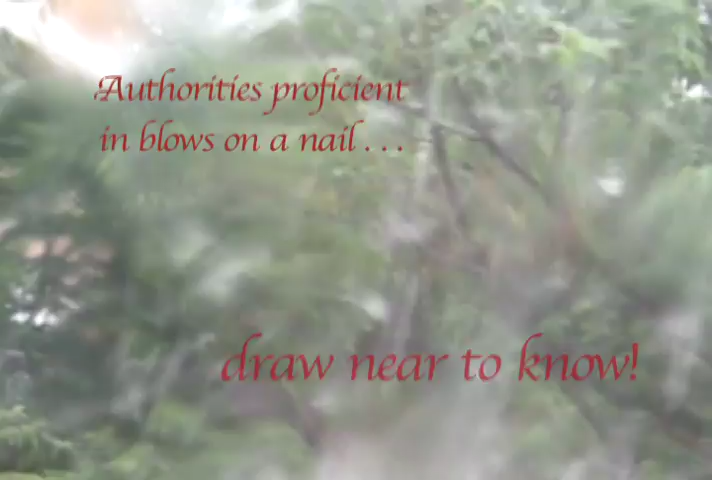 Authorities proficient
in blows on a nail . . .
draw near to know!